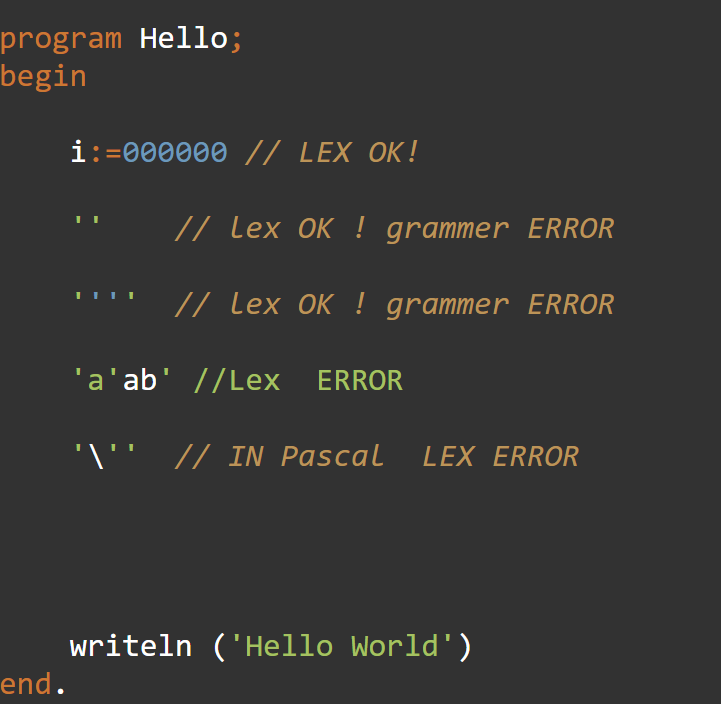 program Hello;
begin
i:=000000 // LEX OK!
'' // lex OK ! grammer ERROR
'''' // lex OK ! grammer ERROR
'a'ab' //Lex ERROR
'\'' // IN Pascal LEX ERROR
writeln ('Hello World')
end.